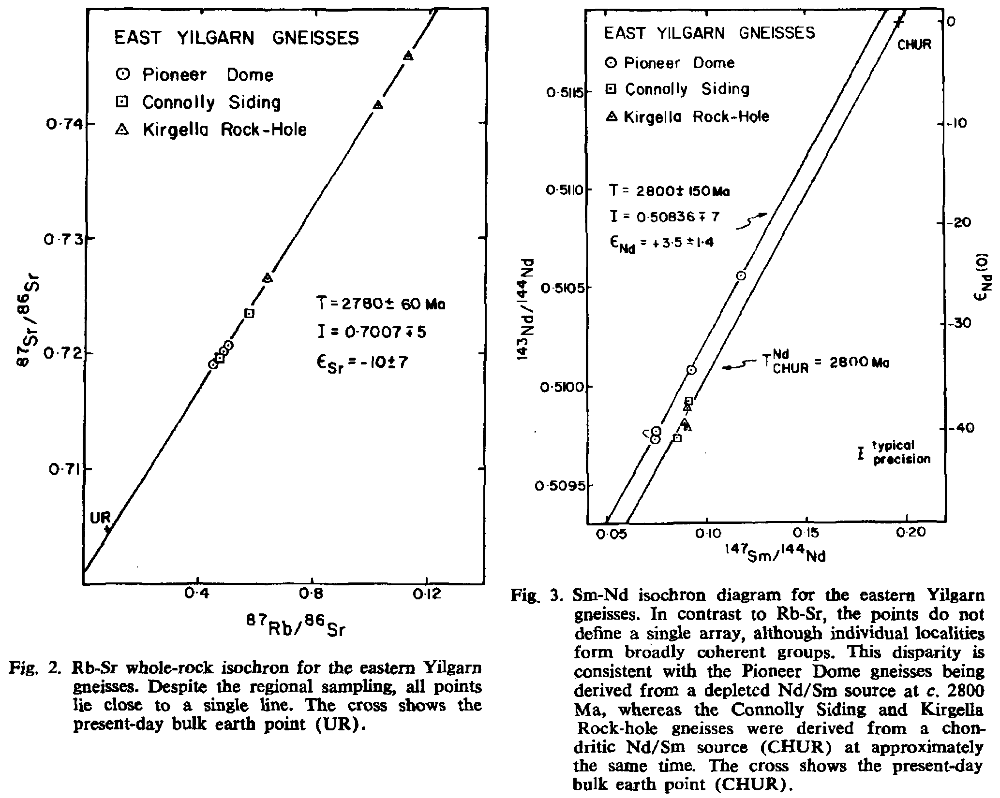 EAST YILGARN GNEISSES
Pioneer Dome
Connolly Siding
Kirgella Rock-Hole
0.74
0.73
0.72
0.71
87Sr/86Sr
T = 2780 ± 60 Ma
I = 0.7007 ∓ 5
εSr = -10 ± 7
UR
0.4
0.8
0.12
87Rb/86Sr
Fig. 2. Rb-Sr whole-rock isochron for the eastern Yilgarn
gneisses. Despite the regional sampling, all points
lie close to a single line. The cross shows the
present-day bulk earth point (UR).
EAST YILGARN GNEISSES
Pioneer Dome
Connolly Siding
Kirgella Rock-Hole
CHUR
0.5115
0.5110
0.5105
0.5100
0.5095
143Nd/144Nd
T = 2800 ± 150 Ma
I = 0.50836 ∓ 7
εNd = +3.5 ± 1.4
T Nd CHUR = 2800 Ma
typical
precision
0
-10
-20
-30
-40
εNd(0)
0.05
0.10
0.15
0.20
147Sm/144Nd
Fig. 3. Sm-Nd isochron diagram for the eastern Yilgarn
gneisses. In contrast to Rb-Sr, the points do not
define a single array, although individual localities
form broadly coherent groups. This disparity is
consistent with the Pioneer Dome gneisses being
derived from a depleted Nd/Sm source at c. 2800
Ma, whereas the Connolly Siding and Kirgella
Rock-hole gneisses were derived from a chon-
dritic Nd/Sm source (CHUR) at approximately
the same time. The cross shows the present-day
bulk earth point (CHUR).